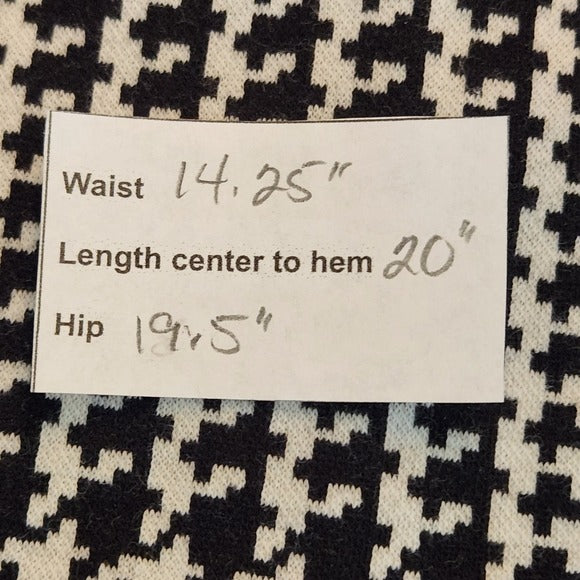 Waist 14.25"
Length center to hem 20"
Hip 19.5"